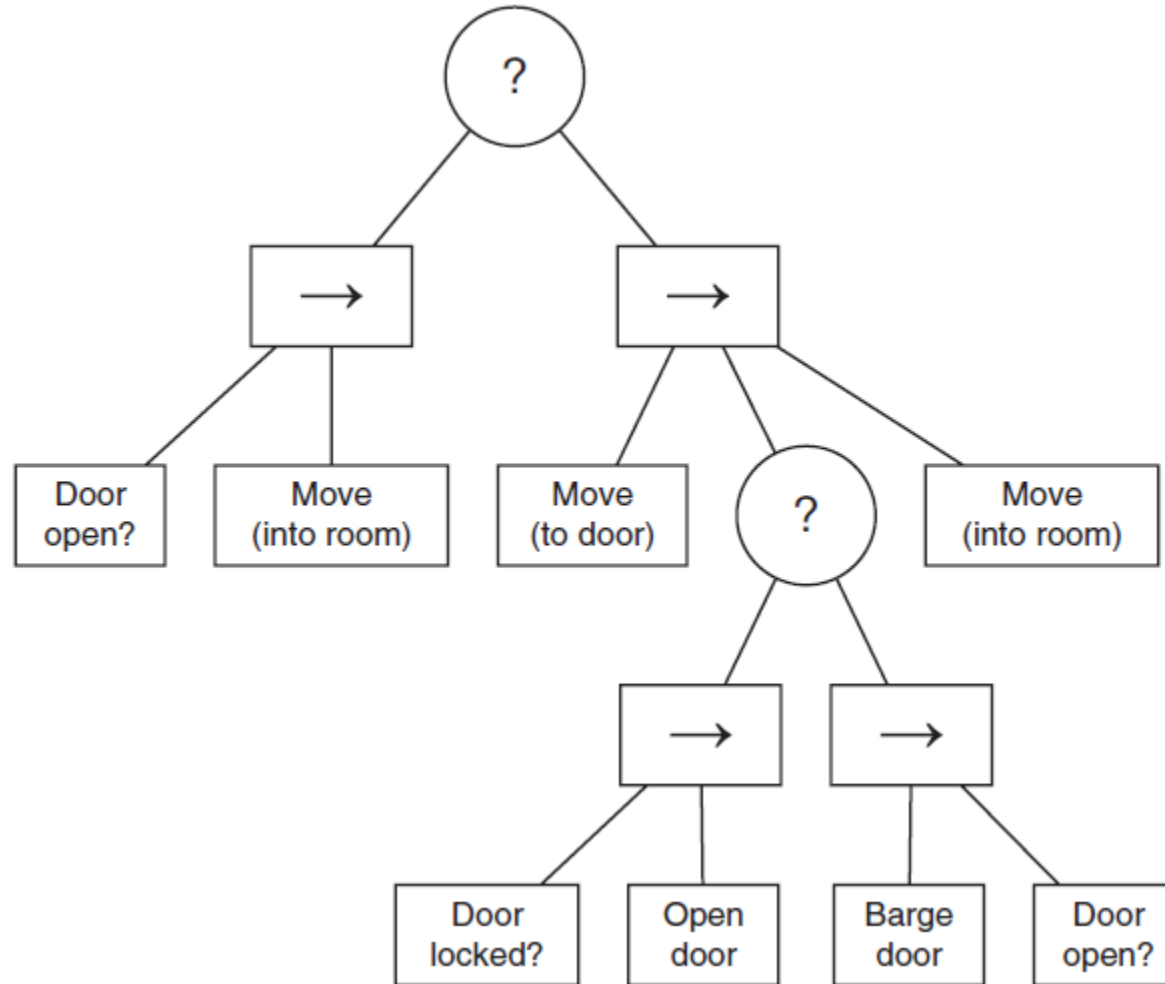 ?
→
→
Door
open?
Move
(into room)
Move
(to door)
?
Move
(into room)
→
→
Door
locked?
Open
door
Barge
door
Door
open?